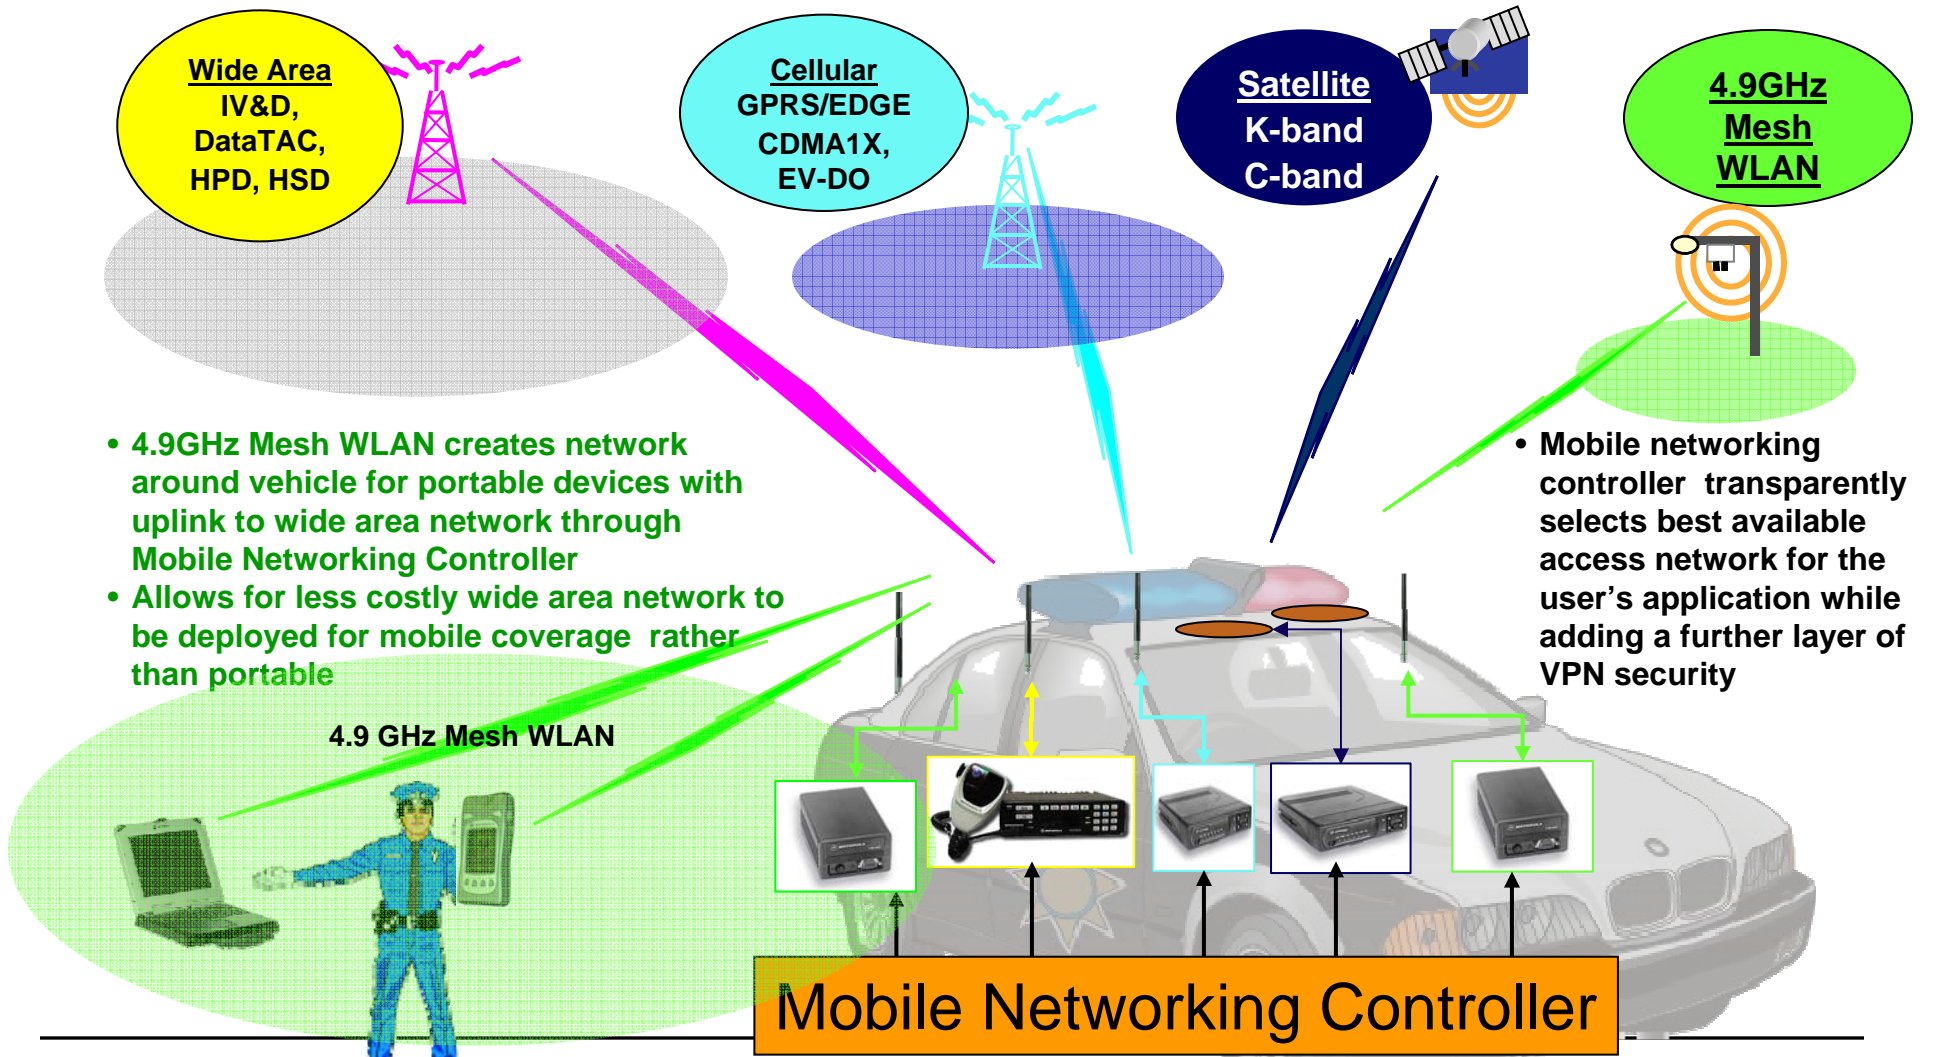 Wide Area
IV&D,
DataTAC,
HPD, HSD
Cellular
GPRS/EDGE
CDMA1X,
EV-DO
Satellite
K-band
C-band
4.9GHz
Mesh
WLAN
• 4.9GHz Mesh WLAN creates network
around vehicle for portable devices with
uplink to wide area network through
Mobile Networking Controller
• Allows for less costly wide area network to
be deployed for mobile coverage rather
than portable
• Mobile networking
controller transparently
selects best available
access network for the
user's application while
adding a further layer of
VPN security
4.9 GHz Mesh WLAN
Mobile Networking Controller